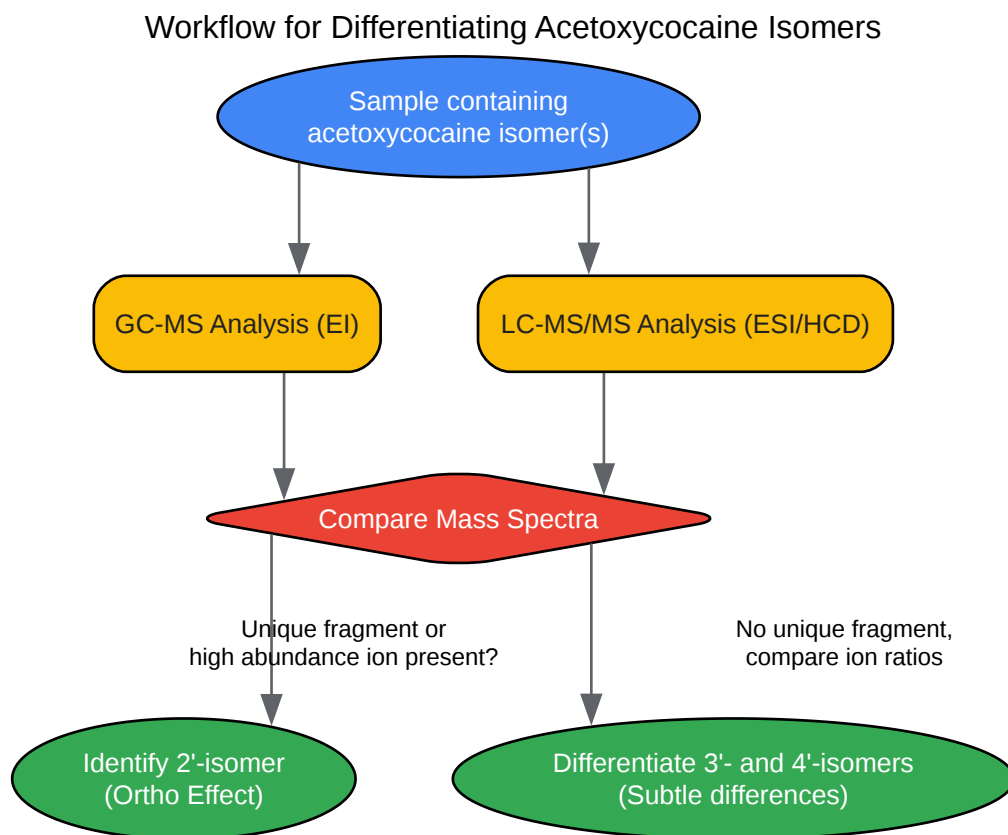 Workflow for Differentiating Acetoxycocaine Isomers
Sample containing
acetoxycocaine isomer(s)
GC-MS Analysis (EI)
LC-MS/MS Analysis (ESI/HCD)
Compare Mass Spectra
Unique fragment or
high abundance ion present?
No unique fragment,
compare ion ratios
Identify 2'-isomer
(Ortho Effect)
Differentiate 3'- and 4'-isomers
(Subtle differences)